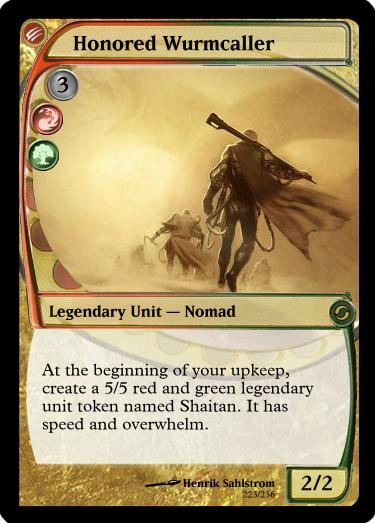 Honored Wurmcaller
3
Legendary Unit — Nomad
At the beginning of your upkeep,
create a 5/5 red and green legendary
unit token named Shaitan. It has
speed and overwhelm.
Henrik Sahlstrom
223/236
2/2